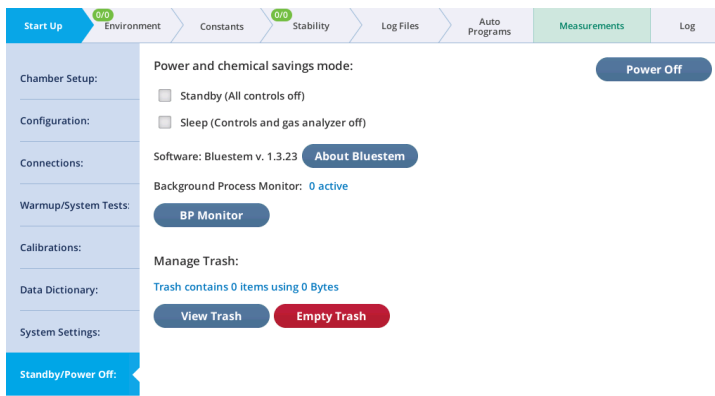 0/0
0/0
Start Up
Environment
Constants
Stability
Log Files
Auto
Programs
Measurements
Log
Chamber Setup:
Configuration:
Connections:
Warmup/System Tests:
Calibrations:
Data Dictionary:
System Settings:
Standby/Power Off:
Power and chemical savings mode:
Power Off
Standby (All controls off)
Sleep (Controls and gas analyzer off)
Software: Bluestem v. 1.3.23 About Bluestem
Background Process Monitor: 0 active
BP Monitor
Manage Trash:
Trash contains 0 items using 0 Bytes
View Trash
Empty Trash